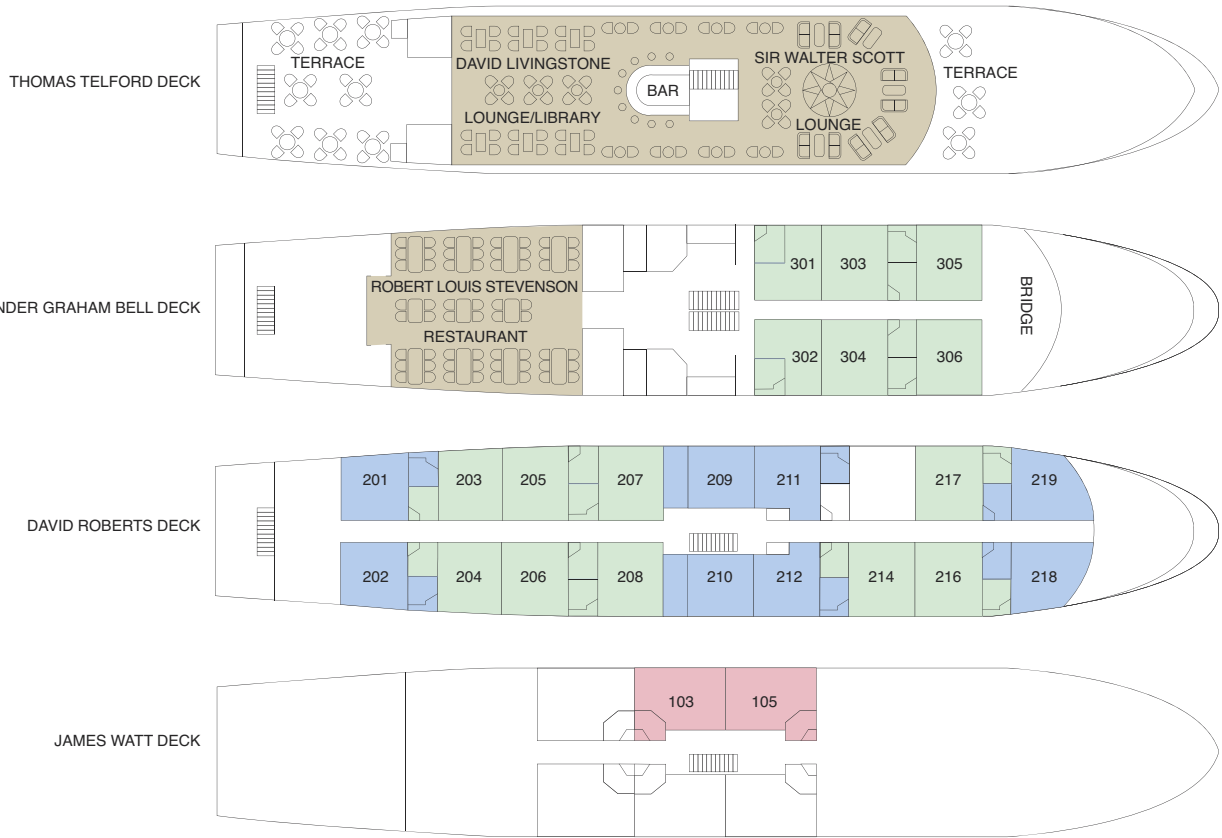 THOMAS TELFORD DECK
TERRACE
DAVID LIVINGSTONE
LOUNGE/LIBRARY
BAR
SIR WALTER SCOTT
LOUNGE
TERRACE
NDER GRAHAM BELL DECK
ROBERT LOUIS STEVENSON
RESTAURANT
301 303 305
302 304 306
BRIDGE
DAVID ROBERTS DECK
201 203 205 207 209 211 217 219
202 204 206 208 210 212 214 216 218
JAMES WATT DECK
103 105